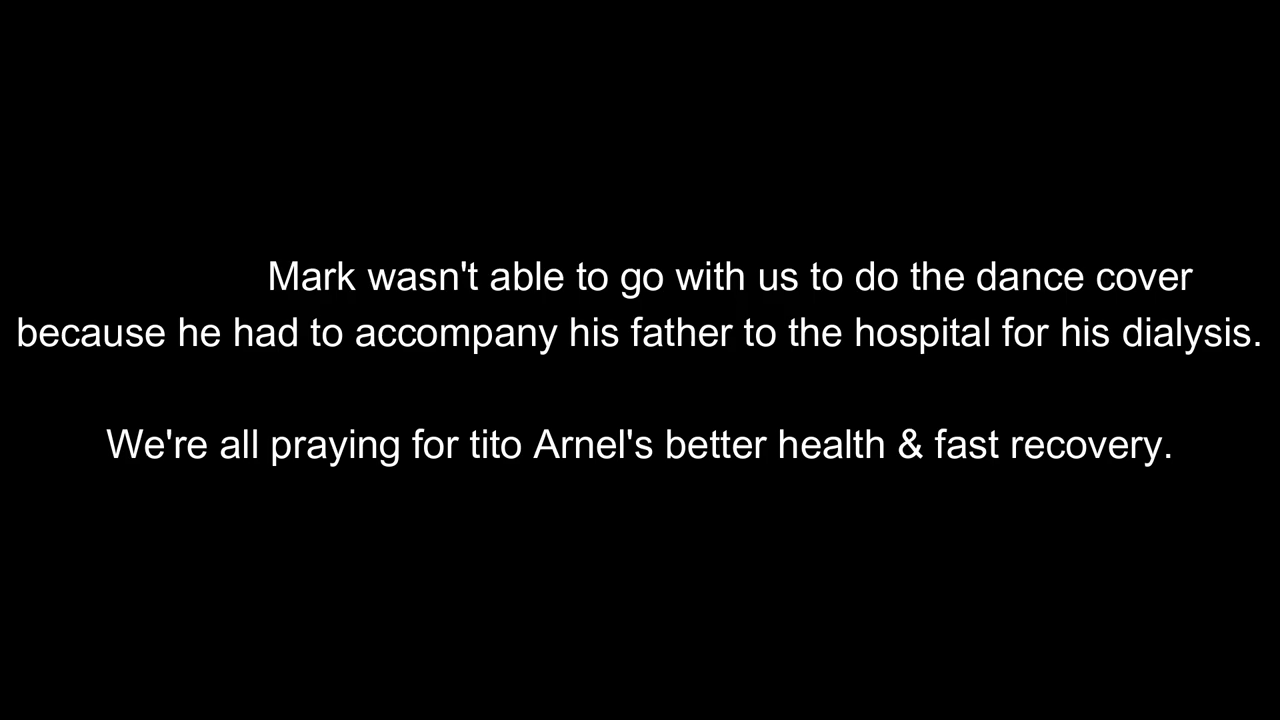 Mark wasn't able to go with us to do the dance cover
because he had to accompany his father to the hospital for his dialysis.
We're all praying for tito Arnel's better health & fast recovery.